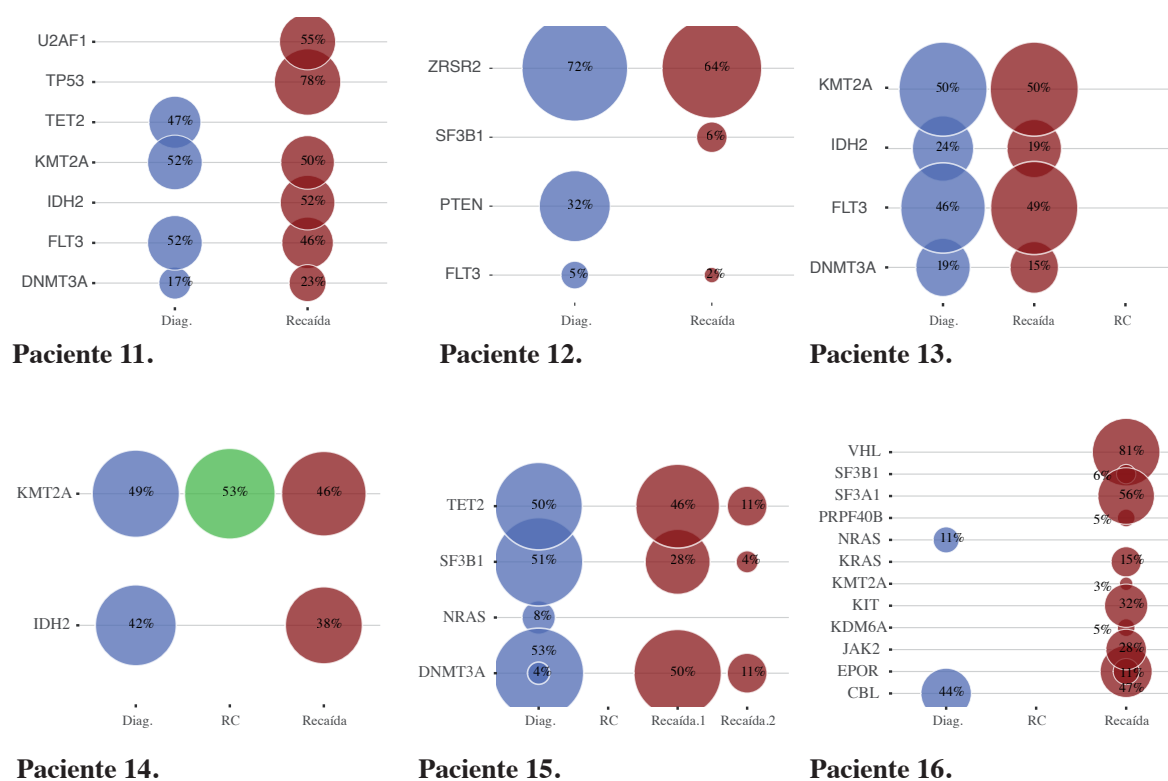 U2AF1 55%
TP53 78%
TET2 47%
KMT2A 52% 50%
IDH2 52%
FLT3 52% 46%
DNMT3A 17% 23%
Diag. Recaída
Paciente 11.
ZRSR2 72% 64%
SF3B1 6%
PTEN 32%
FLT3 5% 2%
Diag. Recaída
Paciente 12.
KMT2A 50% 50%
IDH2 24% 19%
FLT3 46% 49%
DNMT3A 19% 15%
Diag. Recaída RC
Paciente 13.
KMT2A 49% 53% 46%
IDH2 42% 38%
Diag. RC Recaída
Paciente 14.
TET2 50% 46% 11%
SF3B1 51% 28% 4%
NRAS 8%
53%
DNMT3A 4% 50% 11%
Diag. RC Recaída.1 Recaída.2
Paciente 15.
VHL 81%
SF3B1 6%
SF3A1 56%
PRPF40B 5%
NRAS 11%
KRAS 15%
KMT2A 3%
KIT 32%
KDM6A 5%
JAK2 28%
EPOR 11%
CBL 44% 47%
Diag. RC Recaída
Paciente 16.